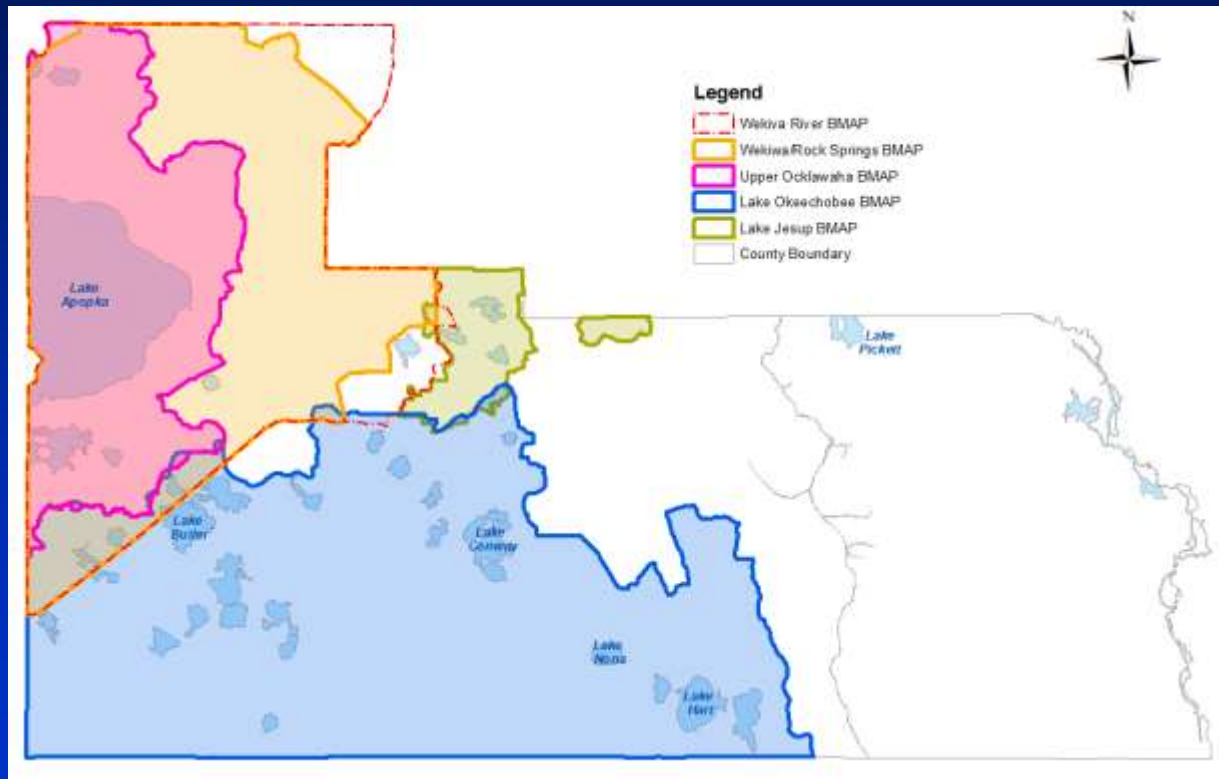 N
Legend
Wekiva River BMAP
Wekiwa/Rock Springs BMAP
Upper Ocklawaha BMAP
Lake Okeechobee BMAP
Lake Jesup BMAP
County Boundary
Lake
Apopka
Lake
Pickett
Lake
Butler
Lake
Conway
Lake
Nona
Lake
Hart